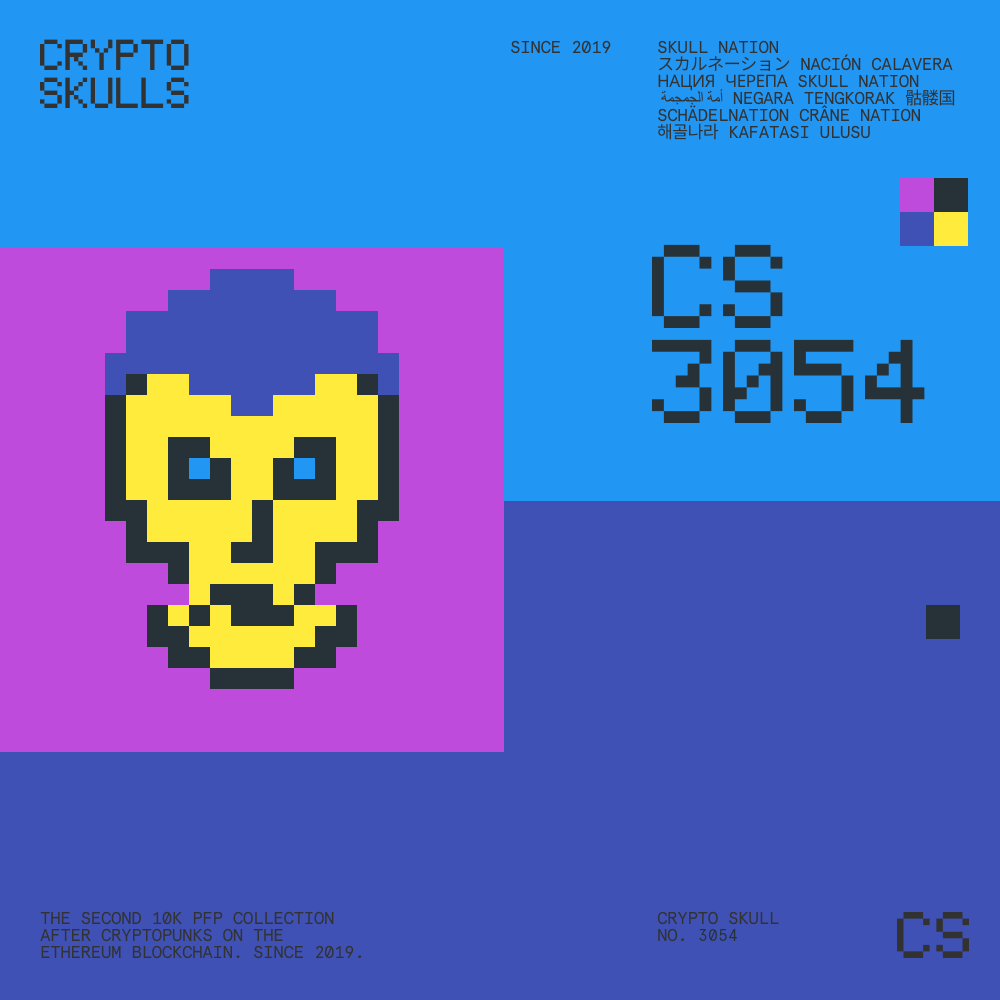 CRYPTO
SKULLS
SINCE 2019
SKULL NATION
スカルネーション NACIÓN CALAVERA
НАЦИЯ ЧЕРЕПА SKULL NATION
أمة الجمجمة NEGARA TENGKORAK 骷髅国
SCHÄDELNATION CRÂNE NATION
해골나라 KAFATASI ULUSU
CS
3054
THE SECOND 10K PFP COLLECTION
AFTER CRYPTOPUNKS ON THE
ETHEREUM BLOCKCHAIN. SINCE 2019.
CRYPTO SKULL
NO. 3054
CS